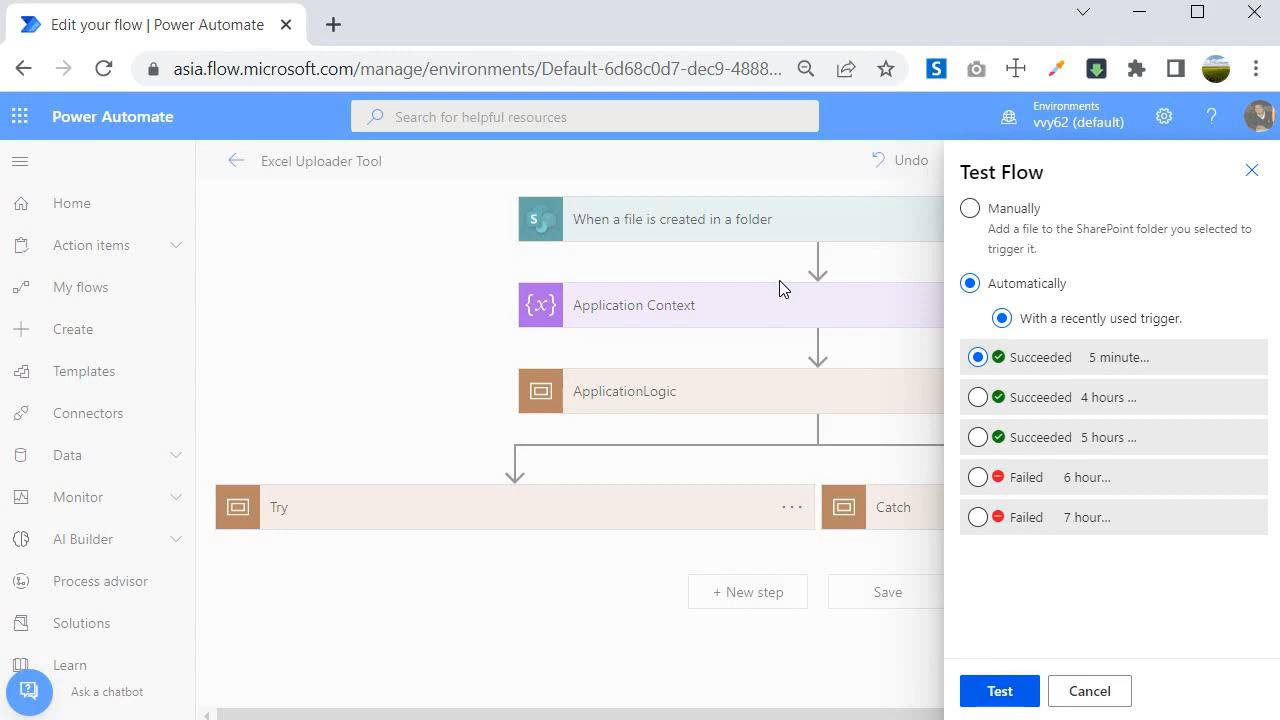 Edit your flow | Power Automate
asia.flow.microsoft.com/manage/environments/Default-6d68c0d7-dec9-4888...
S
Power Automate
Search for helpful resources
Environments
vvy62 (default)
?
Excel Uploader Tool
Undo
Home
Action items
My flows
Create
Templates
Connectors
Data
Monitor
AI Builder
Process advisor
Solutions
Learn
Ask a chatbot
S
When a file is created in a folder
{x}
Application Context
ApplicationLogic
Try
...
Catch
+ New step
Save
Test Flow
Manually
Add a file to the SharePoint folder you selected to
trigger it.
Automatically
With a recently used trigger.
Succeeded 5 minute...
Succeeded 4 hours ...
Succeeded 5 hours ...
Failed 6 hour...
Failed 7 hour...
Test
Cancel